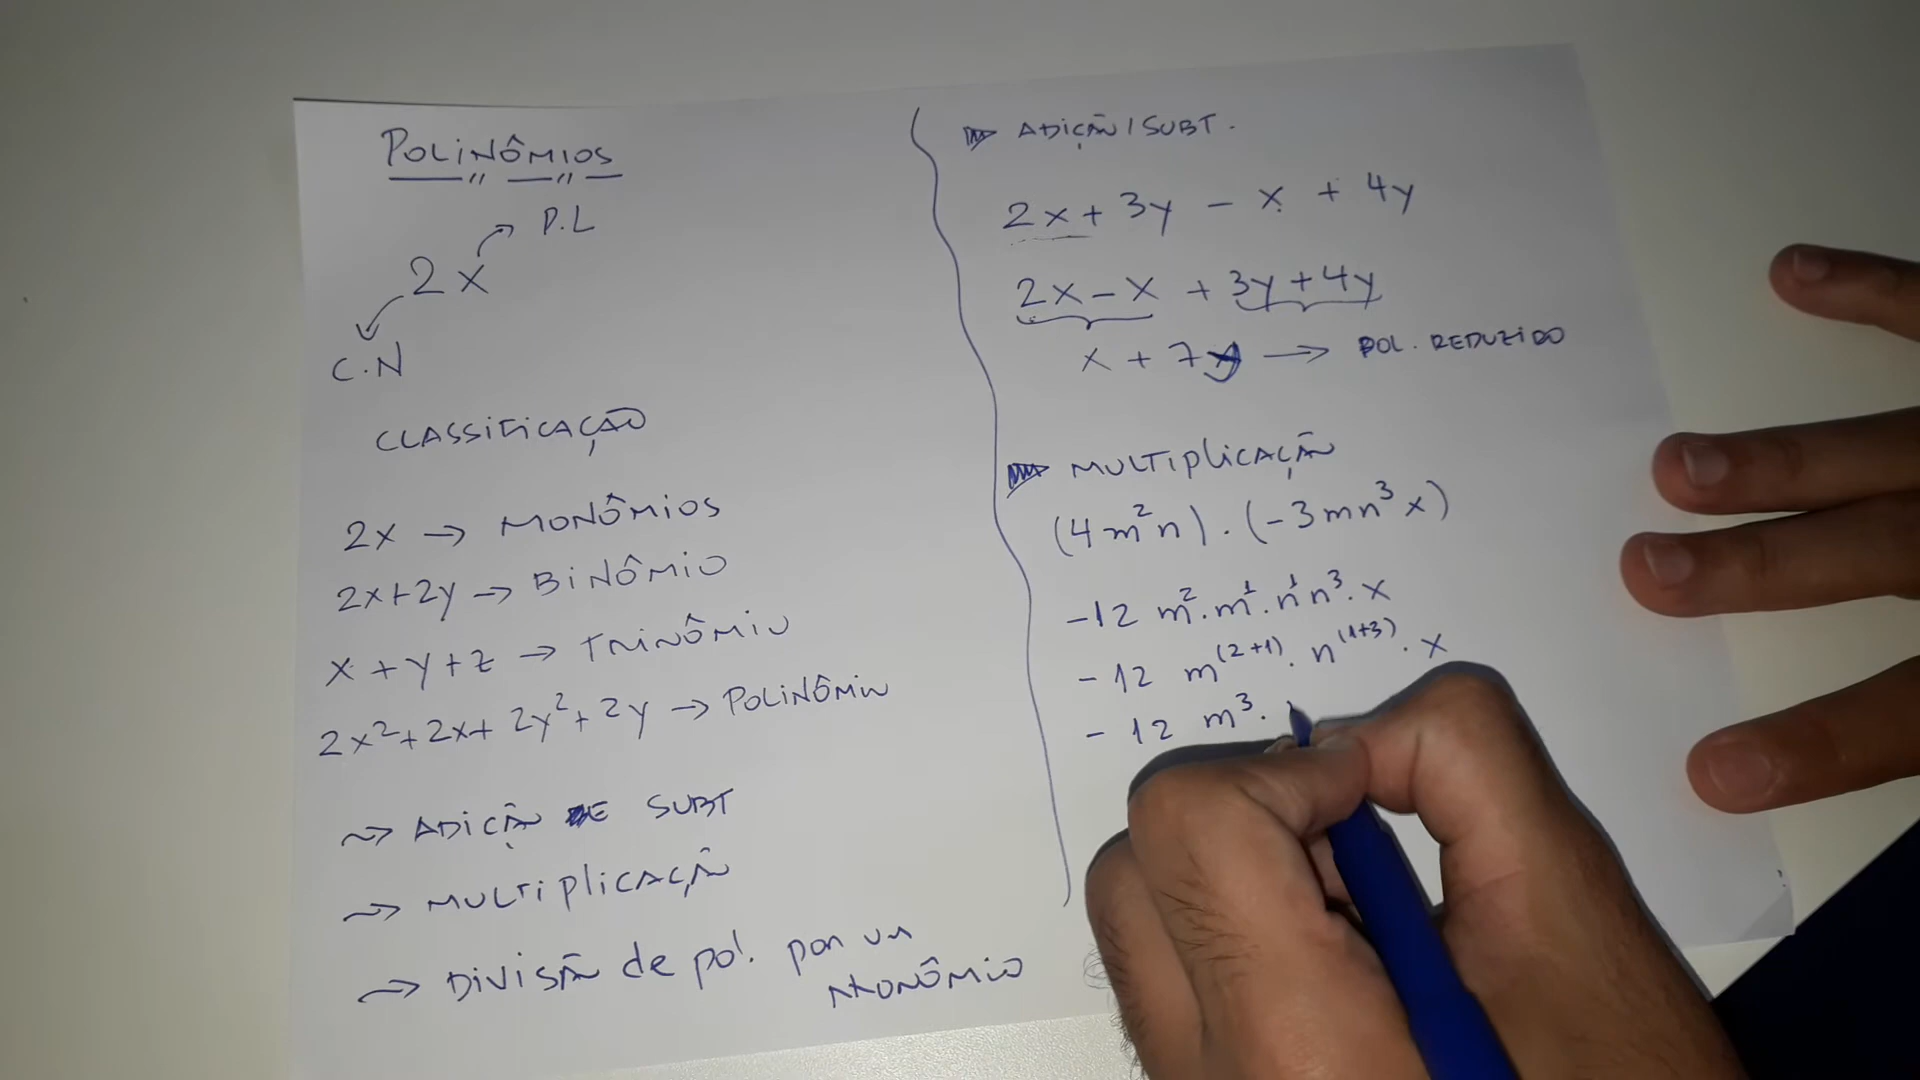 POLINÔMIOS
P.L
2x
C.N
CLASSIFICAÇÃO
2x → MONÔMIOS
2x+2y → BINÔMIO
x+y+z → TRINÔMIO
2x²+2x+2y²+2y → POLINÔMIO
~> ADIÇÃO E SUBT
~> MULTIPLICAÇÃO
~> DIVISÃO de pol. por um
MONÔMIO
ADIÇÃO/SUBT.
2x+3y - x + 4y
2x-x + 3y+4y
x + 7y → POL. REDUZIDO
MULTIPLICAÇÃO
(4m²n).(-3mn³x)
-12 m².m¹.n¹n³.x
-12 m⁽²⁺¹⁾.n⁽¹⁺³⁾.x
-12 m³.